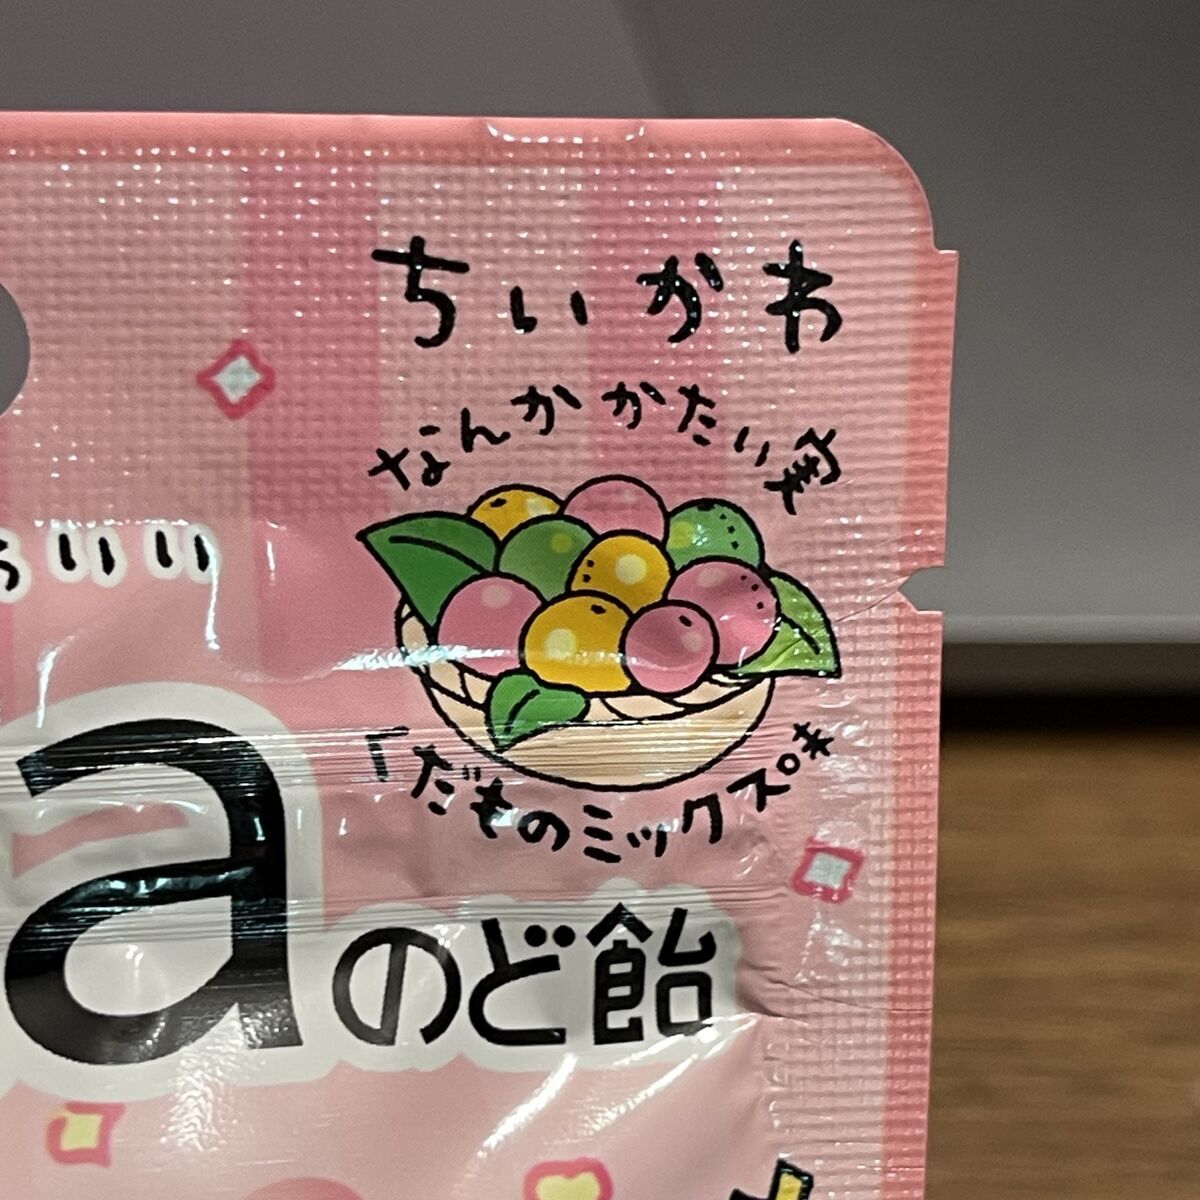 ちいかわ
なんかかたい実
くだものミックス味
aのど飴